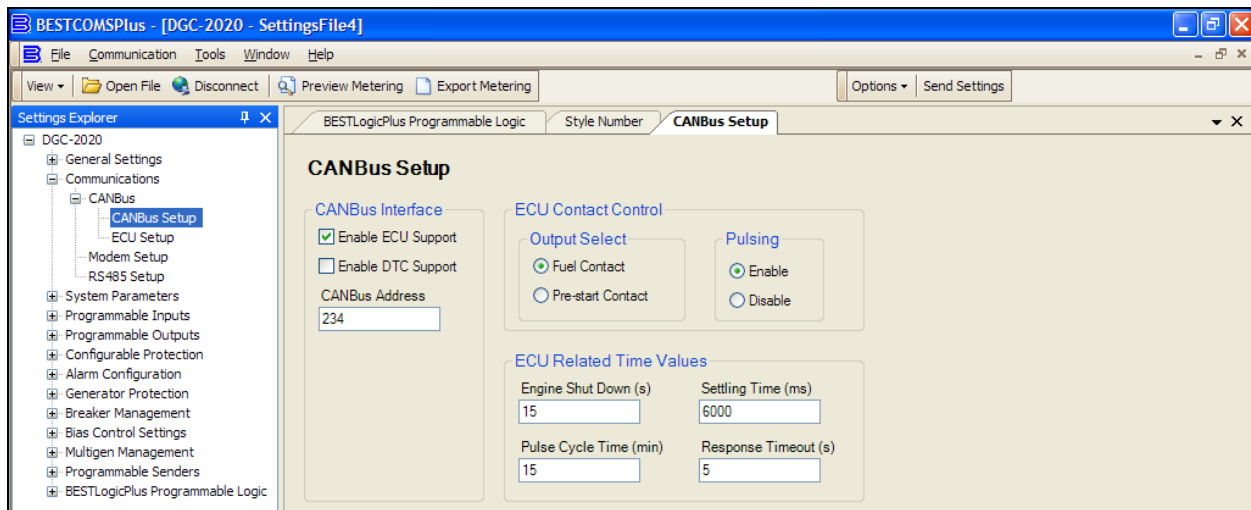 BESTCOMSPlus - [DGC-2020 - SettingsFile4]
File Communication Tools Window Help
View Open File Disconnect Preview Metering Export Metering Options Send Settings
Settings Explorer
DGC-2020
General Settings
Communications
CANBus
CANBus Setup
ECU Setup
Modem Setup
RS485 Setup
System Parameters
Programmable Inputs
Programmable Outputs
Configurable Protection
Alarm Configuration
Generator Protection
Breaker Management
Bias Control Settings
Multigen Management
Programmable Senders
BESTLogicPlus Programmable Logic
BESTLogicPlus Programmable Logic Style Number CANBus Setup
CANBus Setup
CANBus Interface
Enable ECU Support
Enable DTC Support
CANBus Address
234
ECU Contact Control
Output Select
Fuel Contact
Pre-start Contact
Pulsing
Enable
Disable
ECU Related Time Values
Engine Shut Down (s) Settling Time (ms)
15 6000
Pulse Cycle Time (min) Response Timeout (s)
15 5